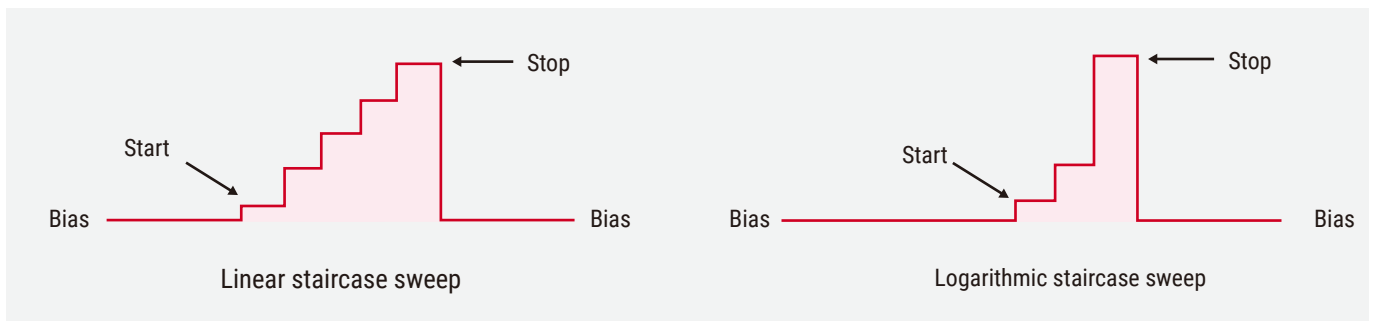 Stop
Start
Bias
Bias
Linear staircase sweep
Stop
Start
Bias
Bias
Logarithmic staircase sweep